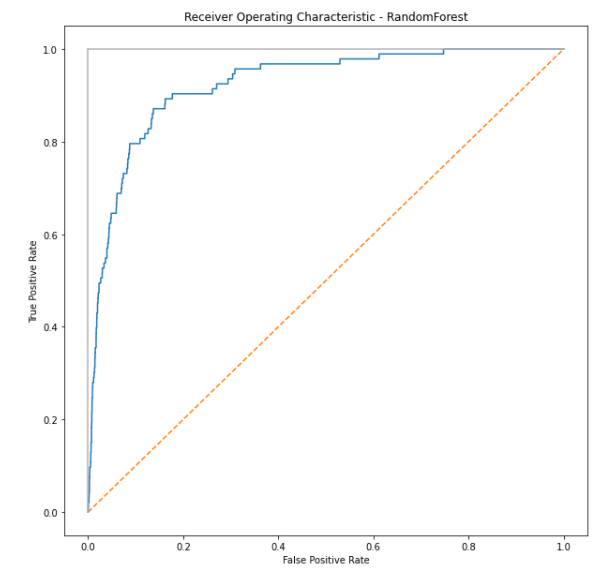 Receiver Operating Characteristic - RandomForest
1.0
0.8
0.6
0.4
0.2
0.0
True Positive Rate
0.0 0.2 0.4 0.6 0.8 1.0
False Positive Rate